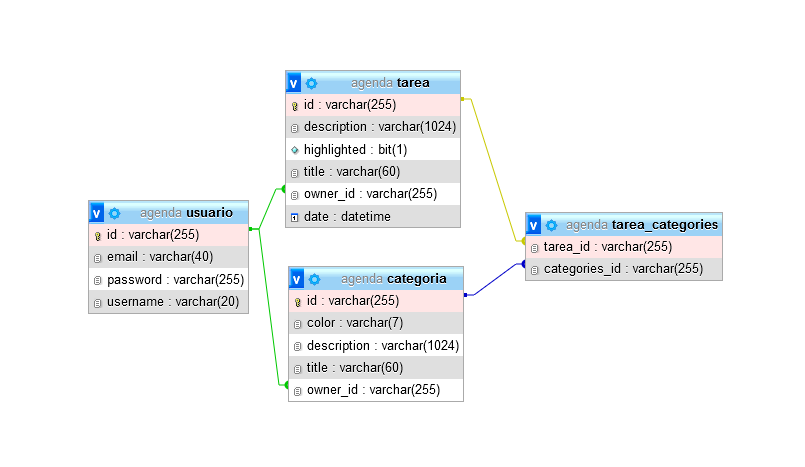 v agenda usuario
id : varchar(255)
email : varchar(40)
password : varchar(255)
username : varchar(20)
v agenda tarea
id : varchar(255)
description : varchar(1024)
highlighted : bit(1)
title : varchar(60)
owner_id : varchar(255)
date : datetime
v agenda categoria
id : varchar(255)
color : varchar(7)
description : varchar(1024)
title : varchar(60)
owner_id : varchar(255)
v agenda tarea_categories
tarea_id : varchar(255)
categories_id : varchar(255)